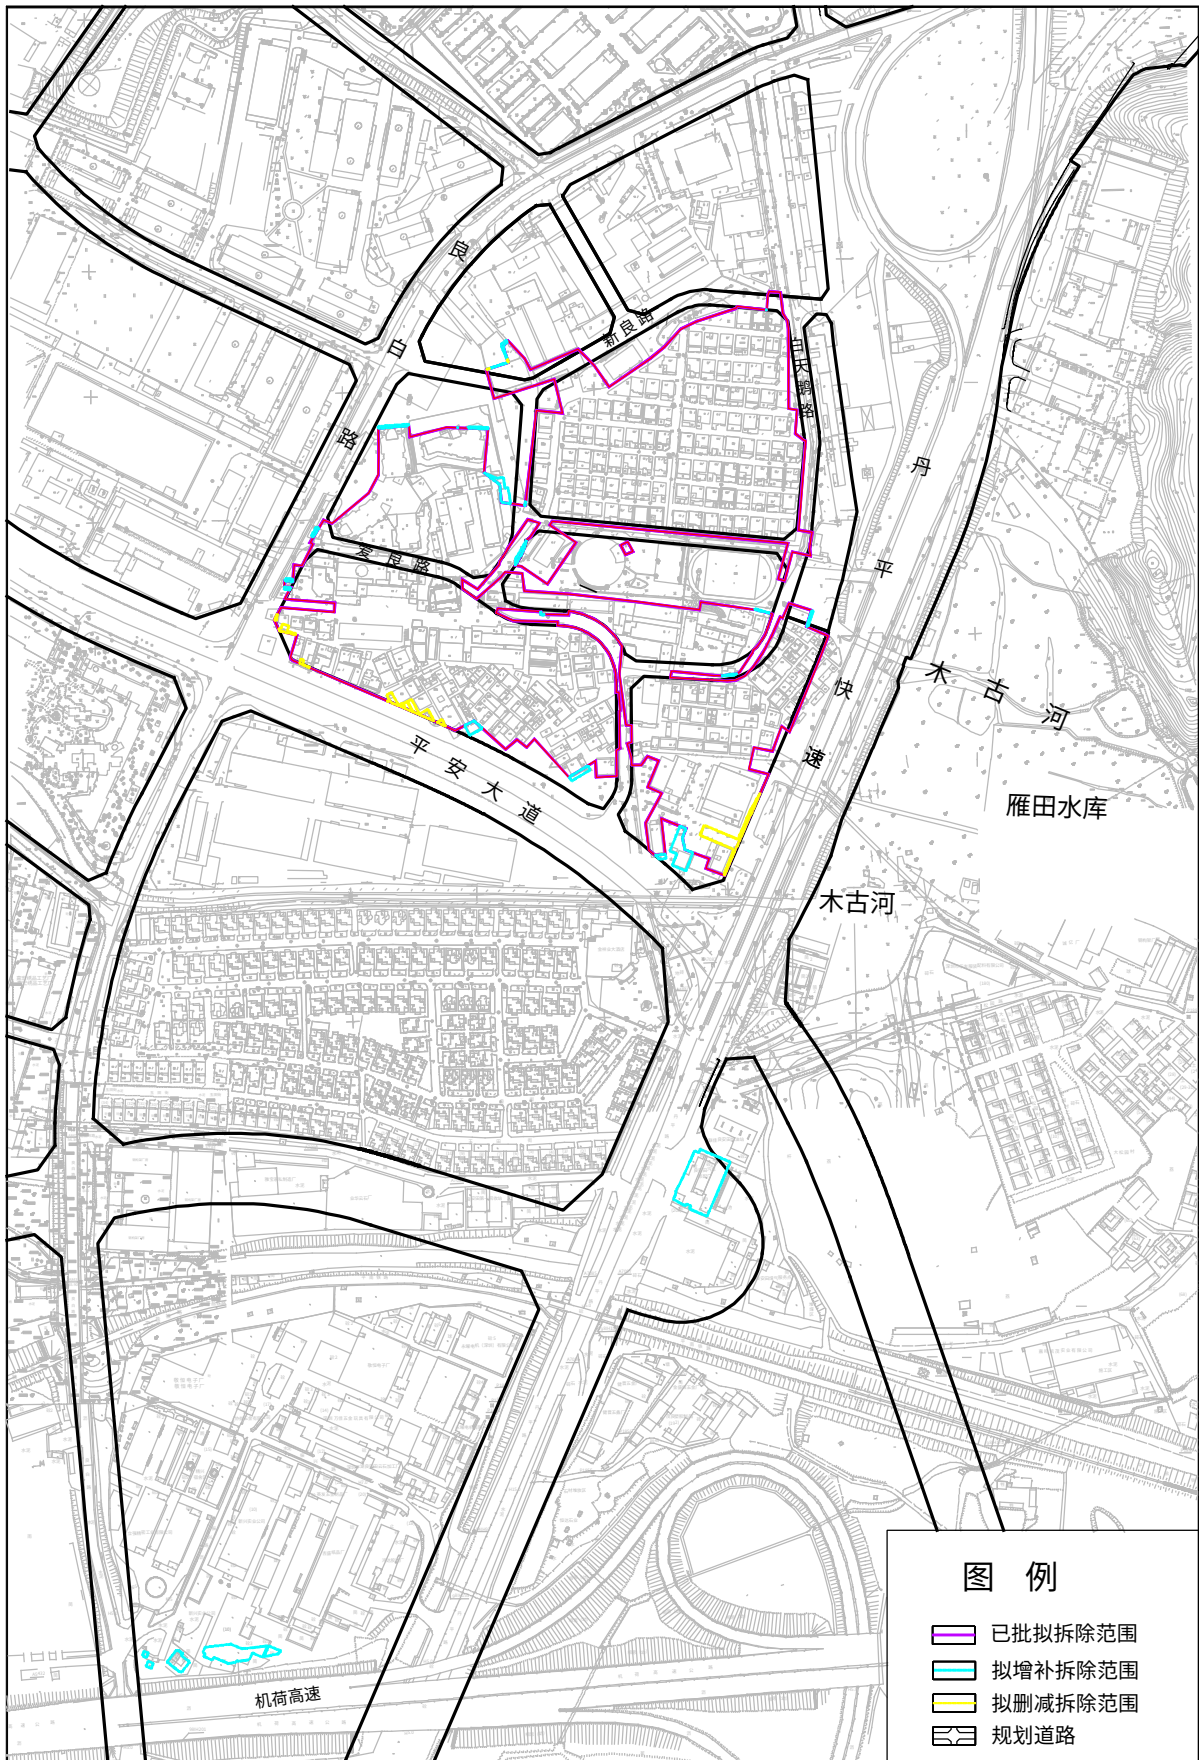 良
白
路
新良路
白天鹅路
丹
平
快
速
爱良路
木古河
平安大道
雁田水库
木古河
机荷高速
图 例
已批拟拆除范围
拟增补拆除范围
拟删减拆除范围
规划道路